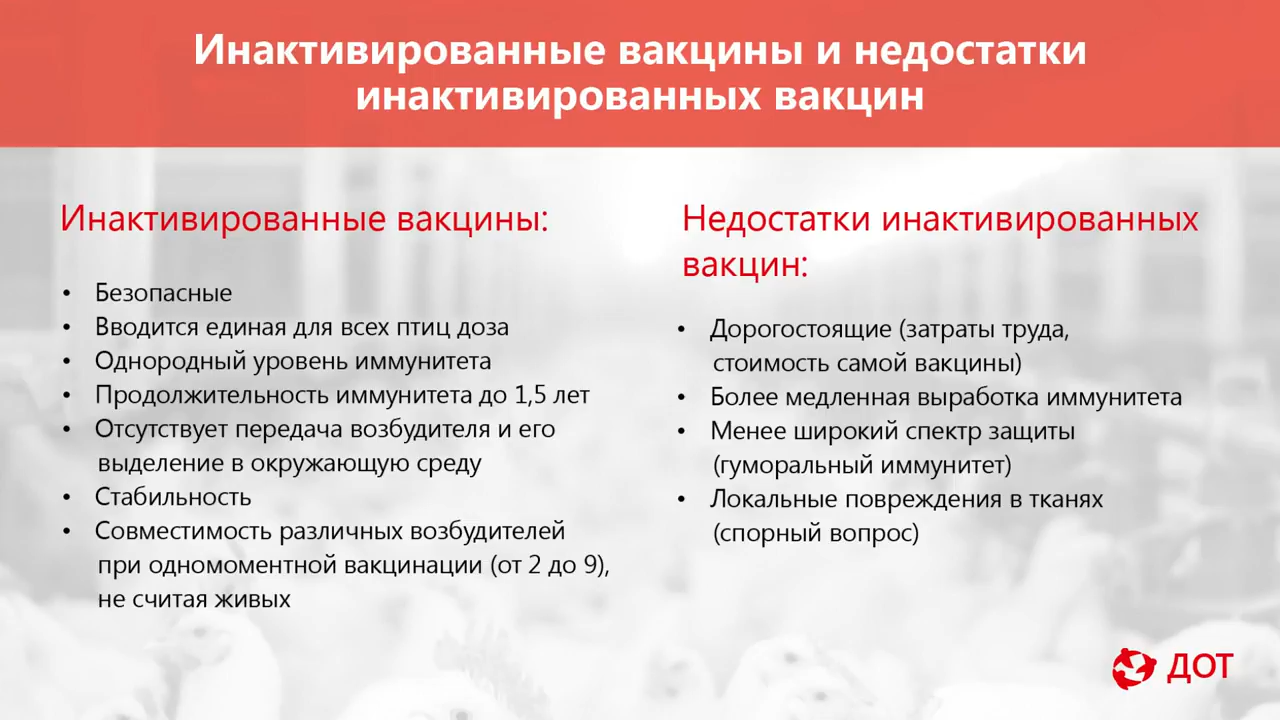 Инактивированные вакцины и недостатки
инактивированных вакцин
Инактивированные вакцины:
• Безопасные
• Вводится единая для всех птиц доза
• Однородный уровень иммунитета
• Продолжительность иммунитета до 1,5 лет
• Отсутствует передача возбудителя и его
выделение в окружающую среду
• Стабильность
• Совместимость различных возбудителей
при одномоментной вакцинации (от 2 до 9),
не считая живых
Недостатки инактивированных
вакцин:
• Дорогостоящие (затраты труда,
стоимость самой вакцины)
• Более медленная выработка иммунитета
• Менее широкий спектр защиты
(гуморальный иммунитет)
• Локальные повреждения в тканях
(спорный вопрос)
ДОТ